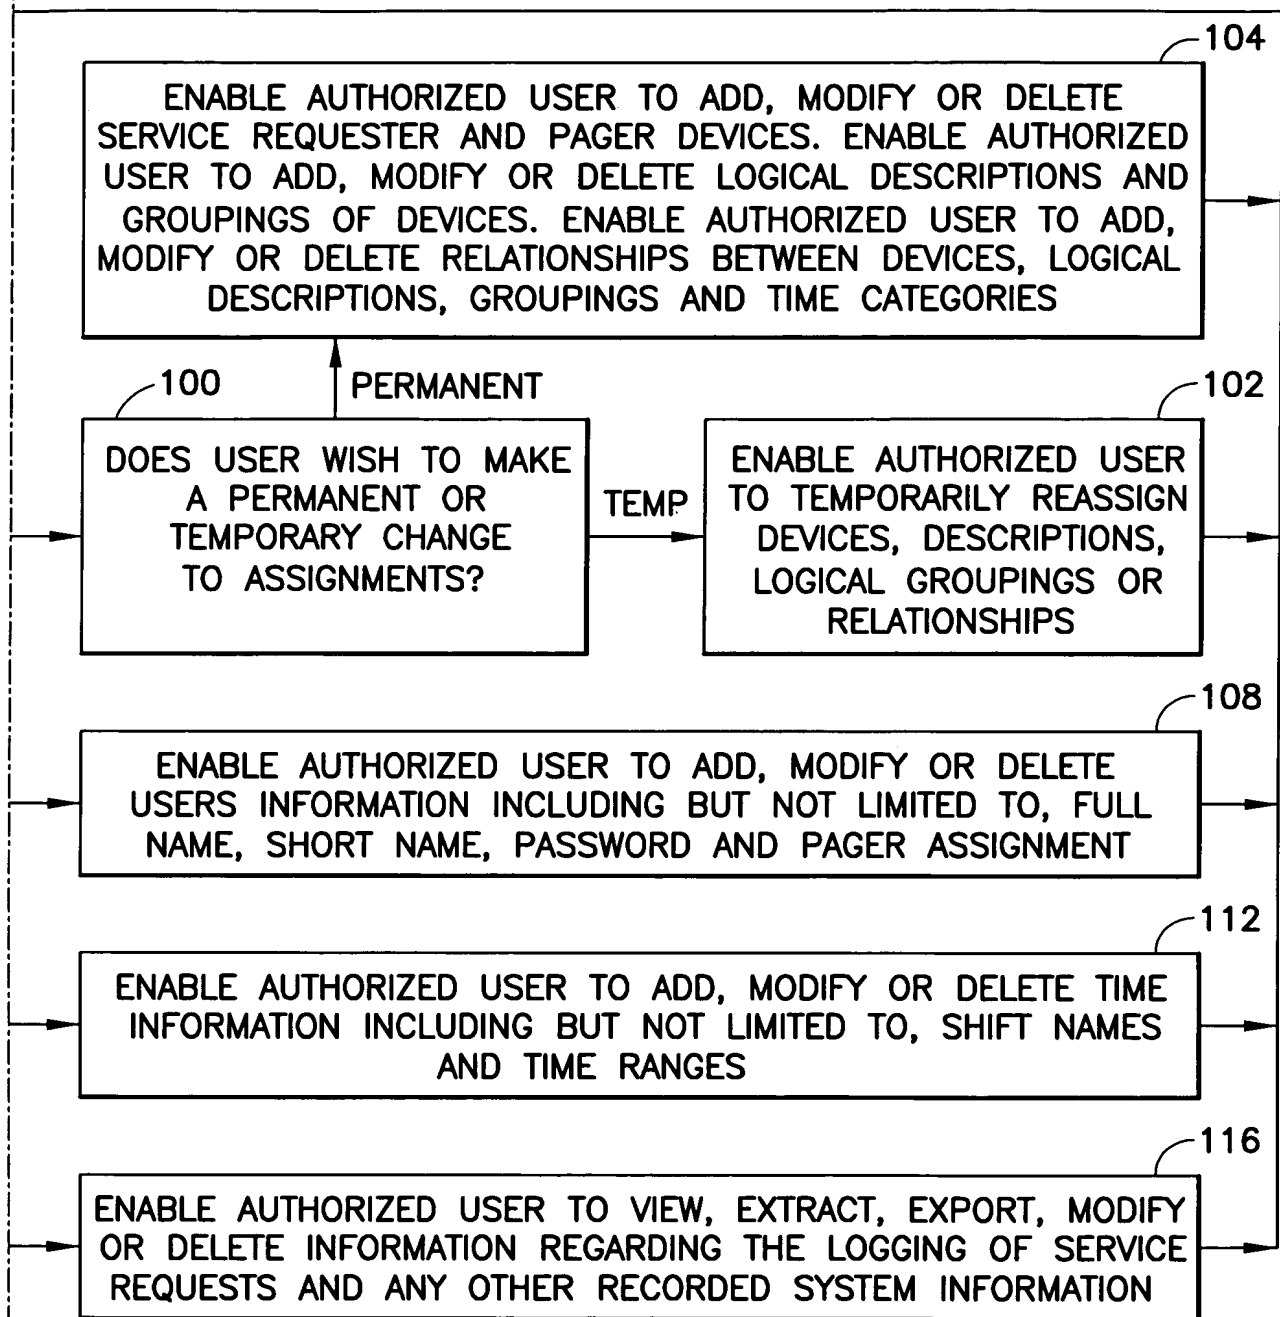 104
ENABLE AUTHORIZED USER TO ADD, MODIFY OR DELETE
SERVICE REQUESTER AND PAGER DEVICES. ENABLE AUTHORIZED
USER TO ADD, MODIFY OR DELETE LOGICAL DESCRIPTIONS AND
GROUPINGS OF DEVICES. ENABLE AUTHORIZED USER TO ADD,
MODIFY OR DELETE RELATIONSHIPS BETWEEN DEVICES, LOGICAL
DESCRIPTIONS, GROUPINGS AND TIME CATEGORIES
100
PERMANENT
DOES USER WISH TO MAKE
A PERMANENT OR
TEMPORARY CHANGE
TO ASSIGNMENTS?
TEMP
102
ENABLE AUTHORIZED USER
TO TEMPORARILY REASSIGN
DEVICES, DESCRIPTIONS,
LOGICAL GROUPINGS OR
RELATIONSHIPS
108
ENABLE AUTHORIZED USER TO ADD, MODIFY OR DELETE
USERS INFORMATION INCLUDING BUT NOT LIMITED TO, FULL
NAME, SHORT NAME, PASSWORD AND PAGER ASSIGNMENT
112
ENABLE AUTHORIZED USER TO ADD, MODIFY OR DELETE TIME
INFORMATION INCLUDING BUT NOT LIMITED TO, SHIFT NAMES
AND TIME RANGES
116
ENABLE AUTHORIZED USER TO VIEW, EXTRACT, EXPORT, MODIFY
OR DELETE INFORMATION REGARDING THE LOGGING OF SERVICE
REQUESTS AND ANY OTHER RECORDED SYSTEM INFORMATION